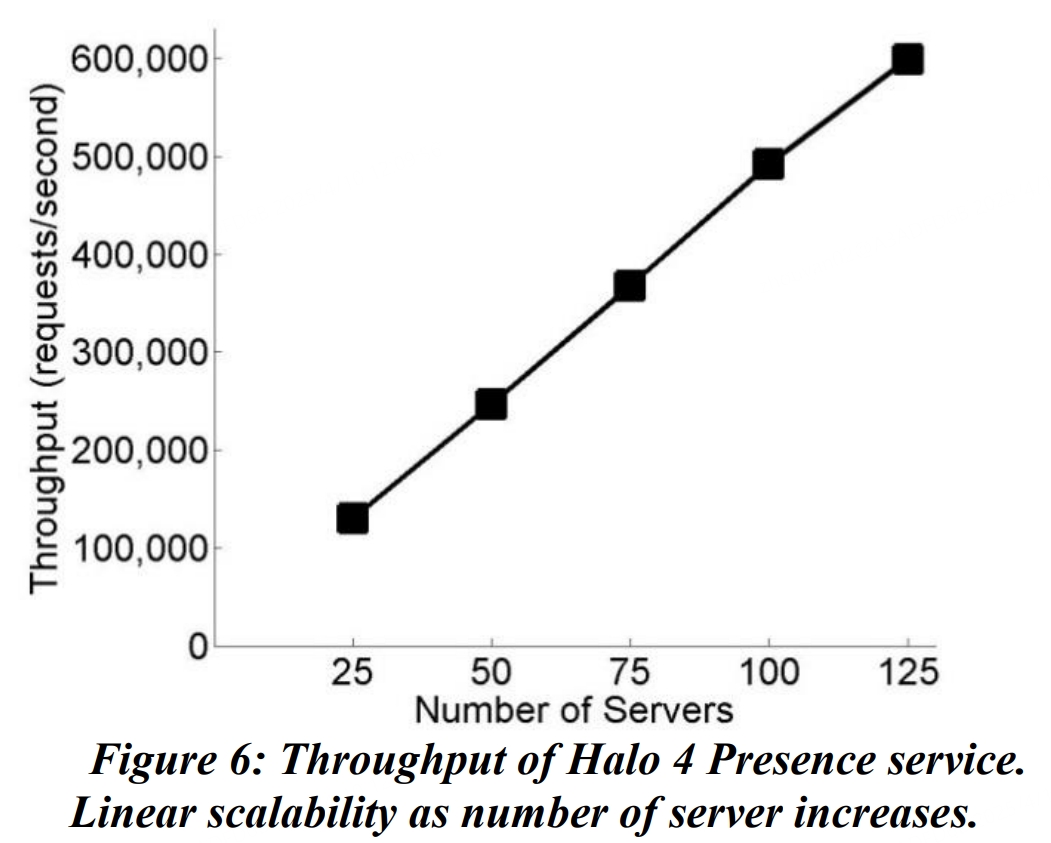 600,000
500,000
400,000
300,000
200,000
100,000
0
Throughput (requests/second)
25 50 75 100 125
Number of Servers
Figure 6: Throughput of Halo 4 Presence service.
Linear scalability as number of server increases.